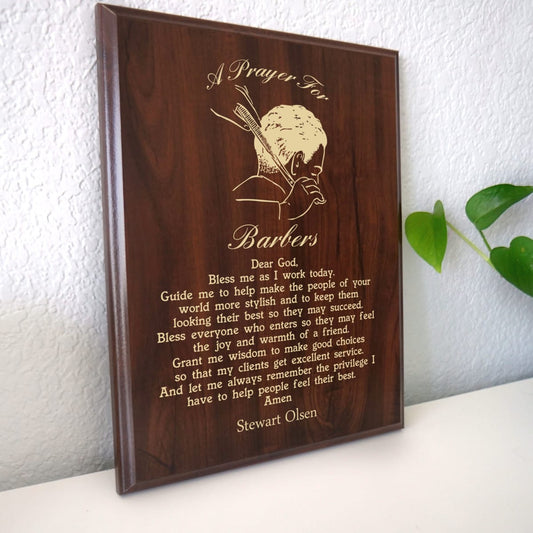 A Prayer For
Barbers
Dear God,
Bless me as I work today.
Guide me to help make the people of your
world more stylish and to keep them
looking their best so they may succeed.
Bless everyone who enters so they may feel
the joy and warmth of a friend.
Grant me wisdom to make good choices
so that my clients get excellent service.
And let me always remember the privilege I
have to help people feel their best.
Amen
Stewart Olsen